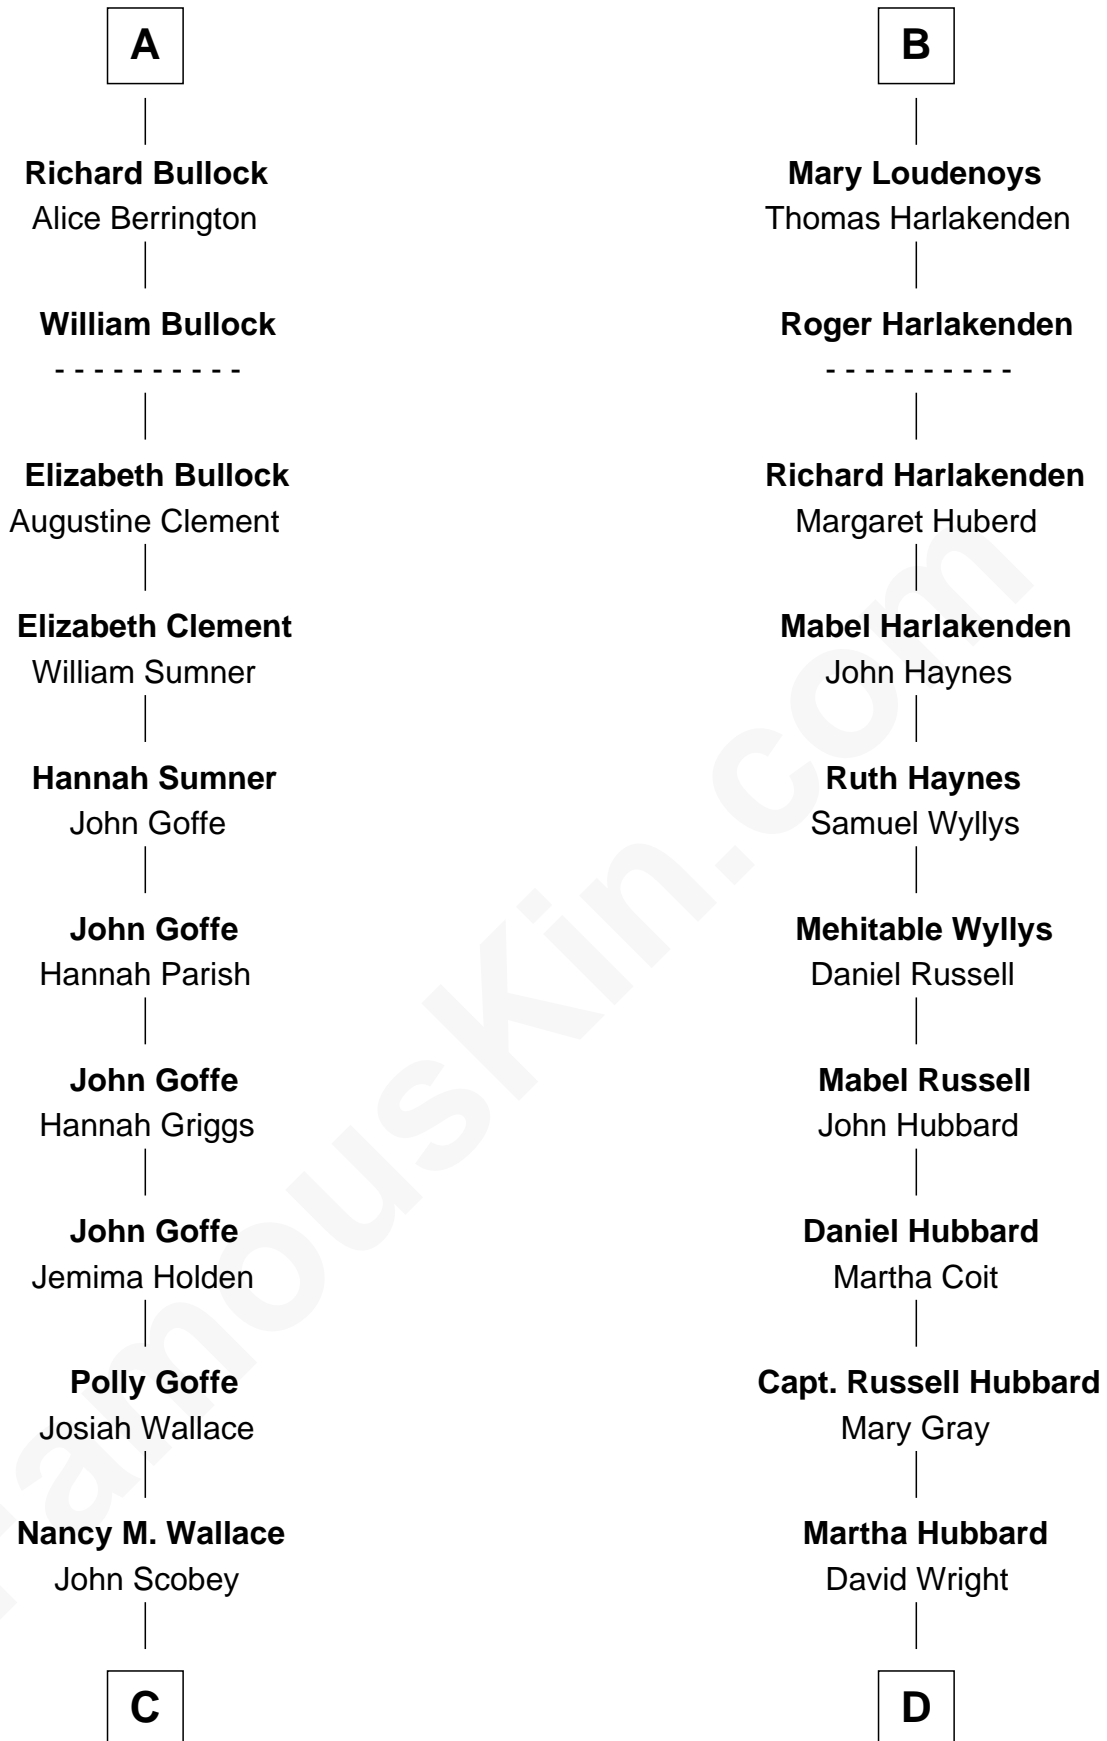 A
Richard Bullock
Alice Berrington
William Bullock
- - - - - - - - - -
Elizabeth Bullock
Augustine Clement
Elizabeth Clement
William Sumner
Hannah Sumner
John Goffe
John Goffe
Hannah Parish
John Goffe
Hannah Griggs
John Goffe
Jemima Holden
Polly Goffe
Josiah Wallace
Nancy M. Wallace
John Scobey
C
B
Mary Loudenoys
Thomas Harlakenden
Roger Harlakenden
- - - - - - - - - -
Richard Harlakenden
Margaret Huberd
Mabel Harlakenden
John Haynes
Ruth Haynes
Samuel Wyllys
Mehitable Wyllys
Daniel Russell
Mabel Russell
John Hubbard
Daniel Hubbard
Martha Coit
Capt. Russell Hubbard
Mary Gray
Martha Hubbard
David Wright
D
FamousKin.com